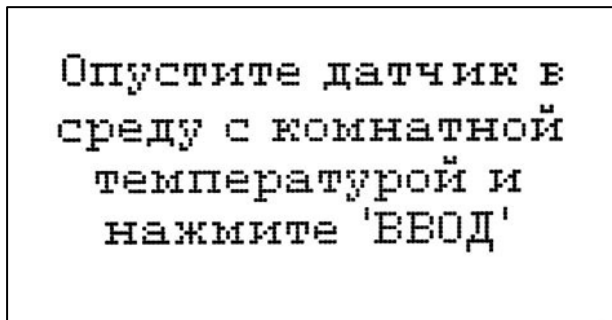 Опустите датчик в
среду с комнатной
температурой и
нажмите 'ВВОД'